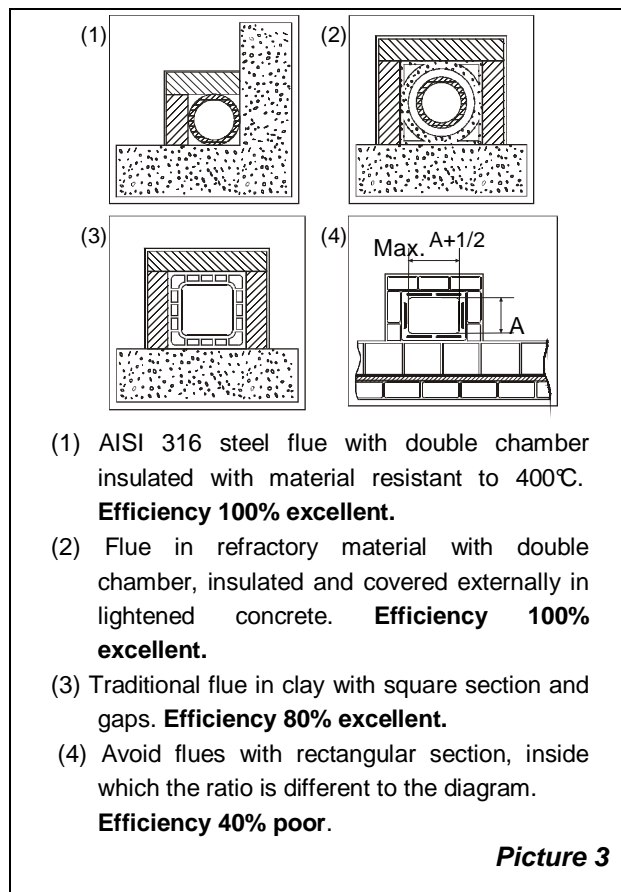 (1)
(2)
(3)
(4)
Max. A+1/2
A
(1) AISI 316 steel flue with double chamber
insulated with material resistant to 400℃.
Efficiency 100% excellent.
(2) Flue in refractory material with double
chamber, insulated and covered externally in
lightened concrete. Efficiency 100%
excellent.
(3) Traditional flue in clay with square section and
gaps. Efficiency 80% excellent.
(4) Avoid flues with rectangular section, inside
which the ratio is different to the diagram.
Efficiency 40% poor.
Picture 3